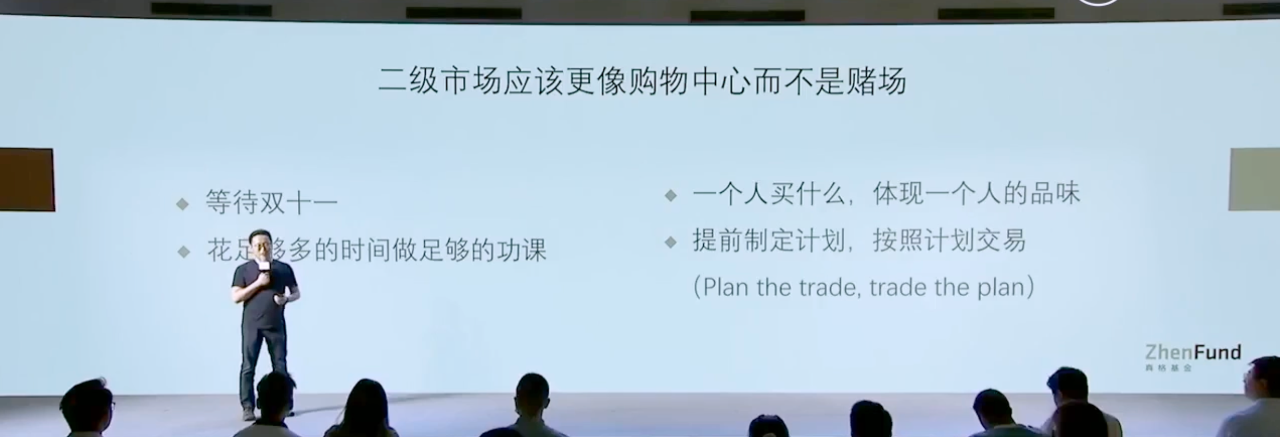 二级市场应该更像购物中心而不是赌场
等待双十一
花足够多的时间做足够的功课
一个人买什么，体现一个人的品味
提前制定计划，按照计划交易
（Plan the trade, trade the plan）
ZhenFund
真格基金